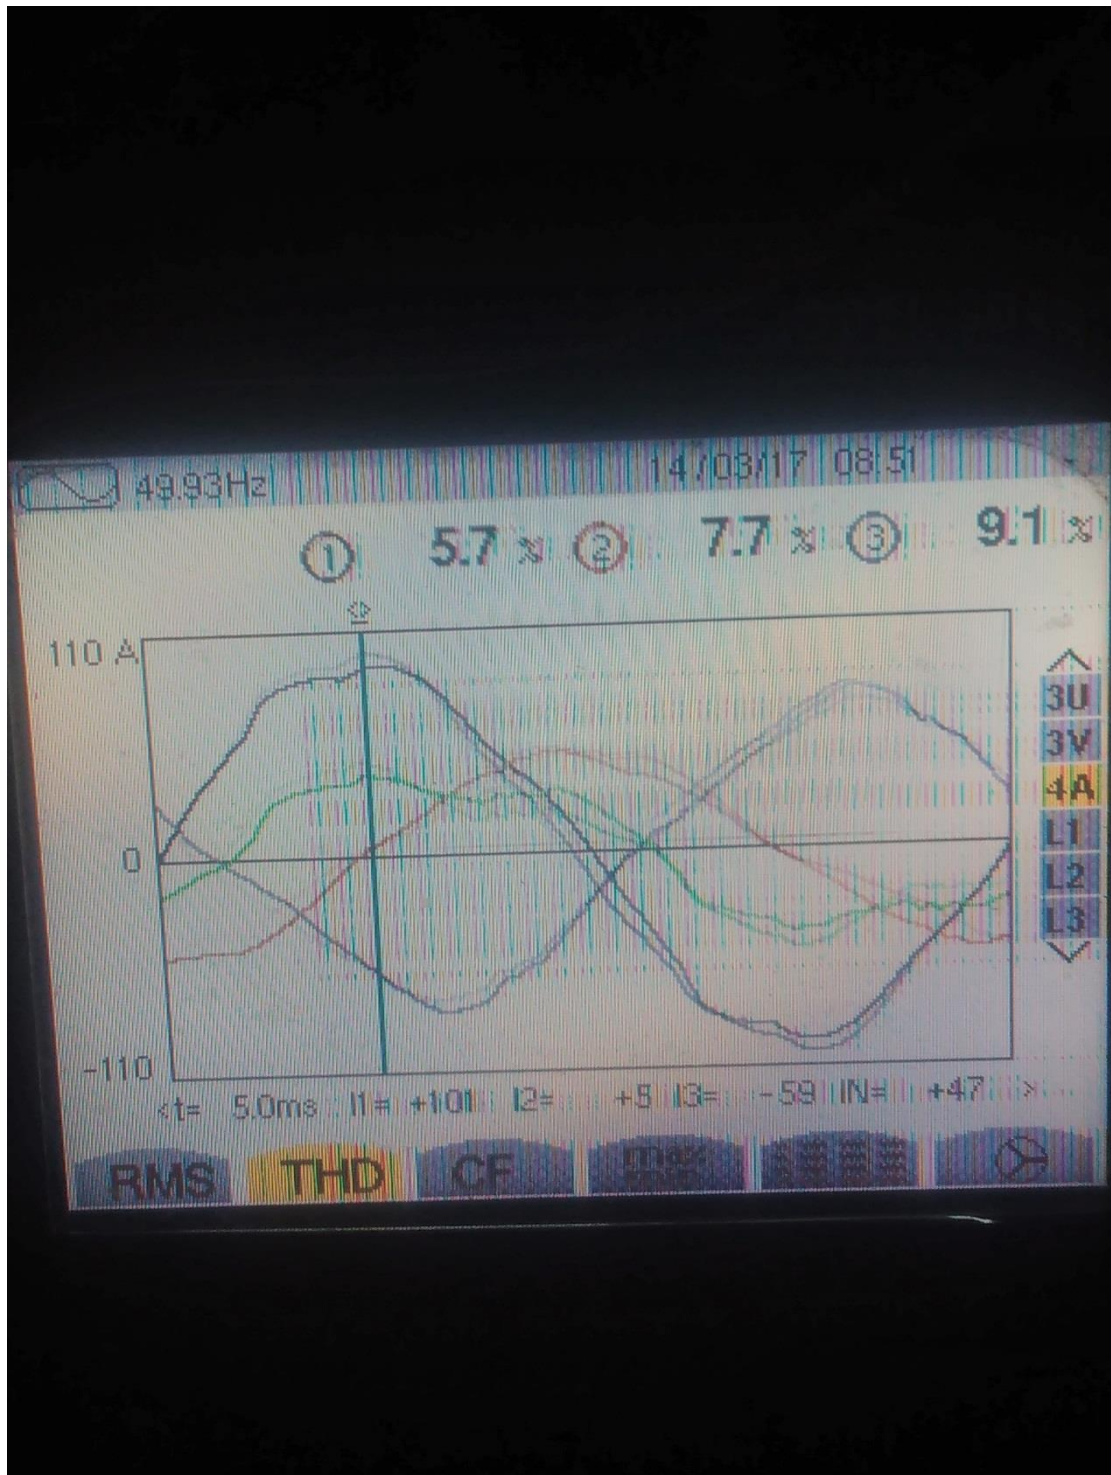 49.93Hz 14/03/17 08:51
1 5.7 % 2 7.7 % 3 9.1 %
110 A
3U
3V
4A
0
L1
L2
L3
-110
<t= 5.0ms I1= +101 I2= +5 I3= -59 IN= +47 >
RMS THD CF max